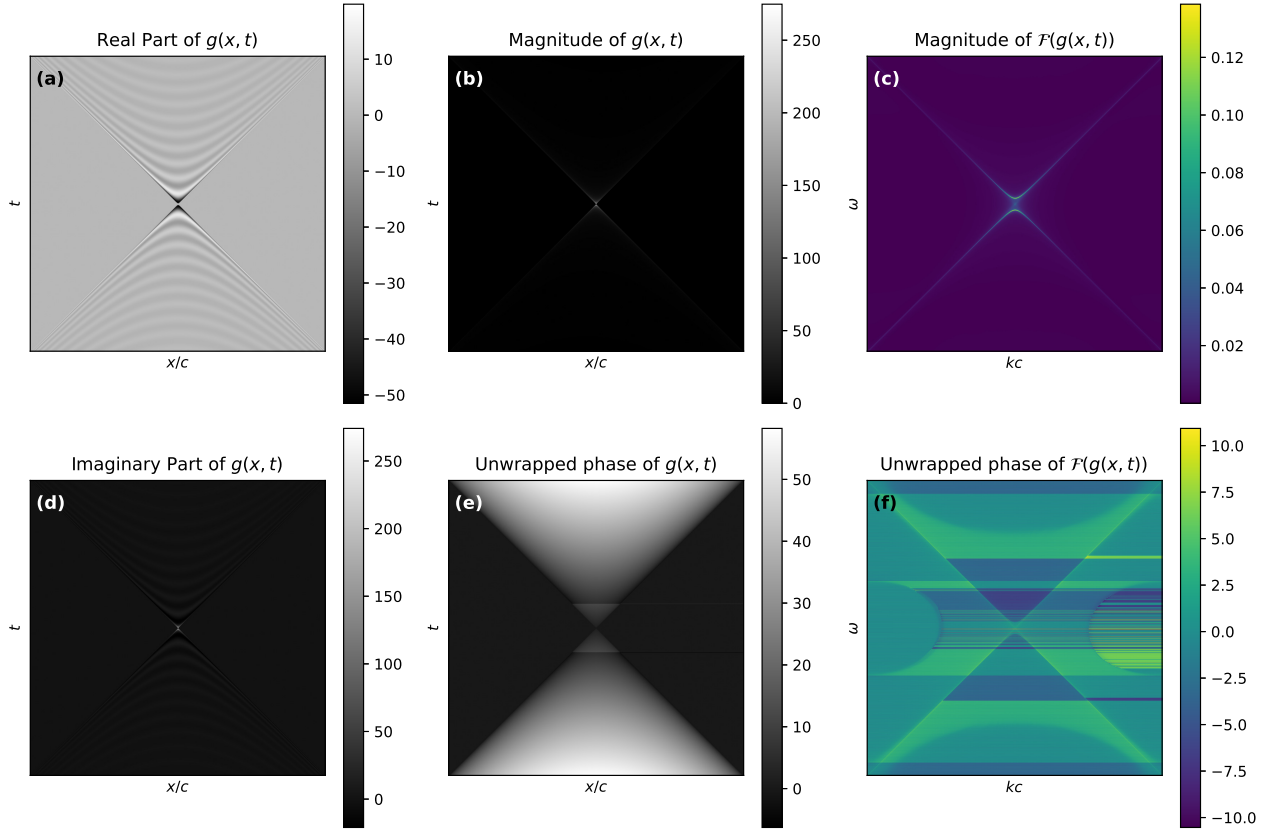 Real Part of g(x, t)
(a)
t
x/c
10
0
−10
−20
−30
−40
−50
Magnitude of g(x, t)
(b)
t
x/c
250
200
150
100
50
0
Magnitude of ℱ(g(x, t))
(c)
ω
kc
0.12
0.10
0.08
0.06
0.04
0.02
Imaginary Part of g(x, t)
(d)
t
x/c
250
200
150
100
50
0
Unwrapped phase of g(x, t)
(e)
t
x/c
50
40
30
20
10
0
Unwrapped phase of ℱ(g(x, t))
(f)
ω
kc
10.0
7.5
5.0
2.5
0.0
−2.5
−5.0
−7.5
−10.0